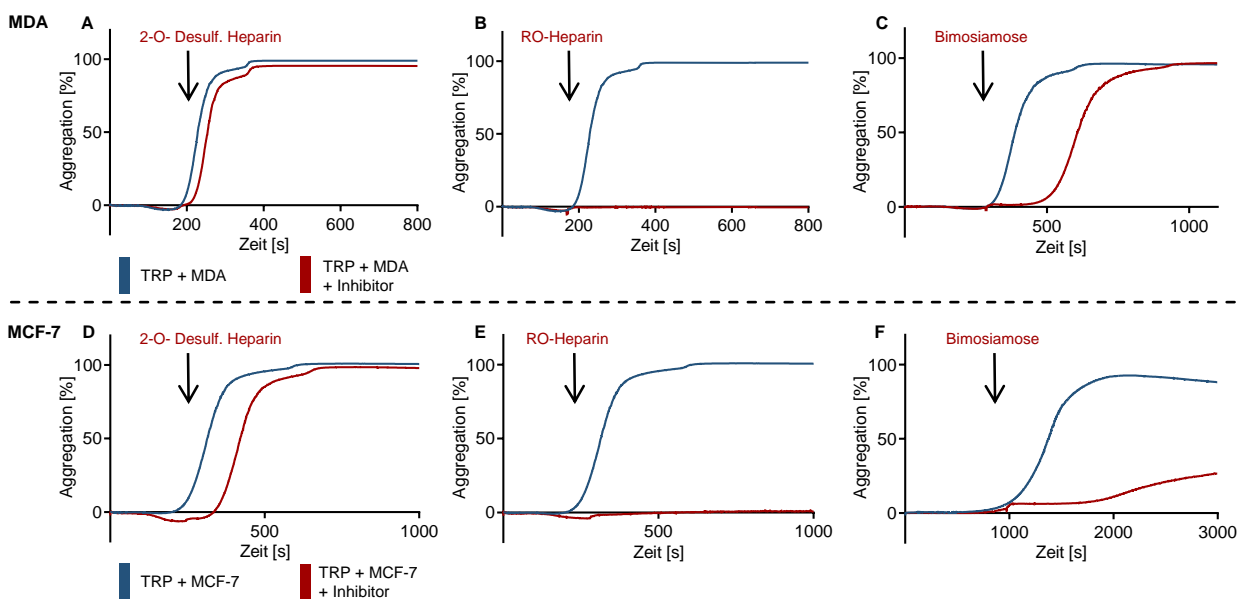 MDA
A
2-O- Desulf. Heparin
Aggregation [%]
100
50
0
200
400
600
800
Zeit [s]
B
RO-Heparin
Aggregation [%]
100
50
0
200
400
600
800
Zeit [s]
C
Bimosiamose
Aggregation [%]
100
50
0
500
1000
Zeit [s]
TRP + MDA
TRP + MDA
+ Inhibitor
MCF-7
D
2-O- Desulf. Heparin
Aggregation [%]
100
50
0
500
1000
Zeit [s]
E
RO-Heparin
Aggregation [%]
100
50
0
500
1000
Zeit [s]
F
Bimosiamose
Aggregation [%]
100
50
0
1000
2000
3000
Zeit [s]
TRP + MCF-7
TRP + MCF-7
+ Inhibitor